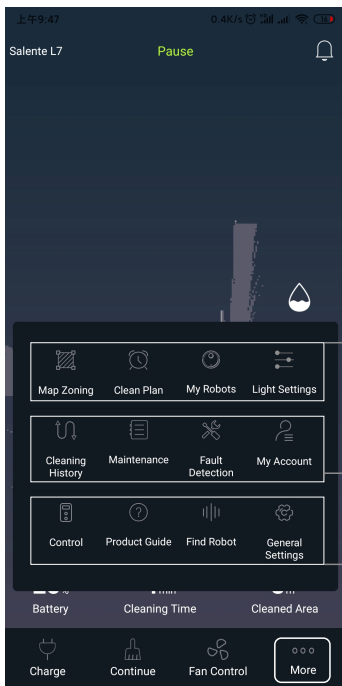 上午9:47 0.4K/s
Salente L7 Pause
Map Zoning Clean Plan My Robots Light Settings
Cleaning History Maintenance Fault Detection My Account
Control Product Guide Find Robot General Settings
Battery Cleaning Time Cleaned Area
Charge Continue Fan Control More